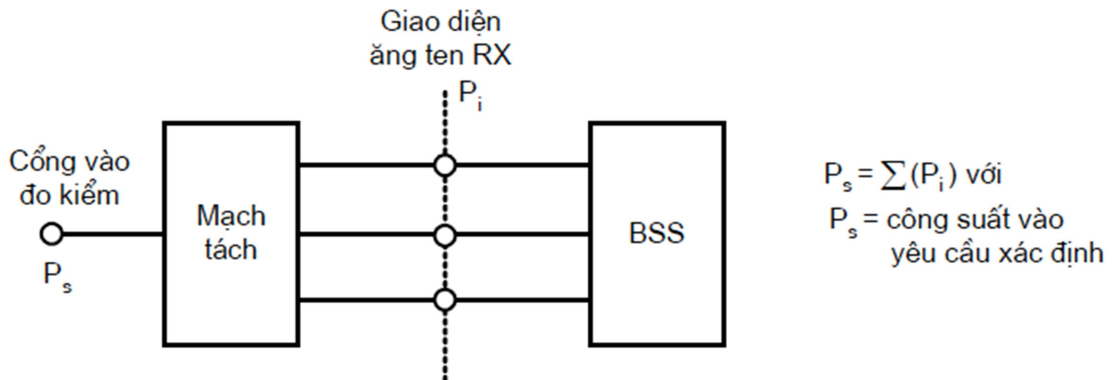 Giao diện
ăng ten RX
Pi
Cổng vào
đo kiểm
Ps
Mạch
tách
BSS
Ps = ∑(Pi) với
Ps = công suất vào
yêu cầu xác định